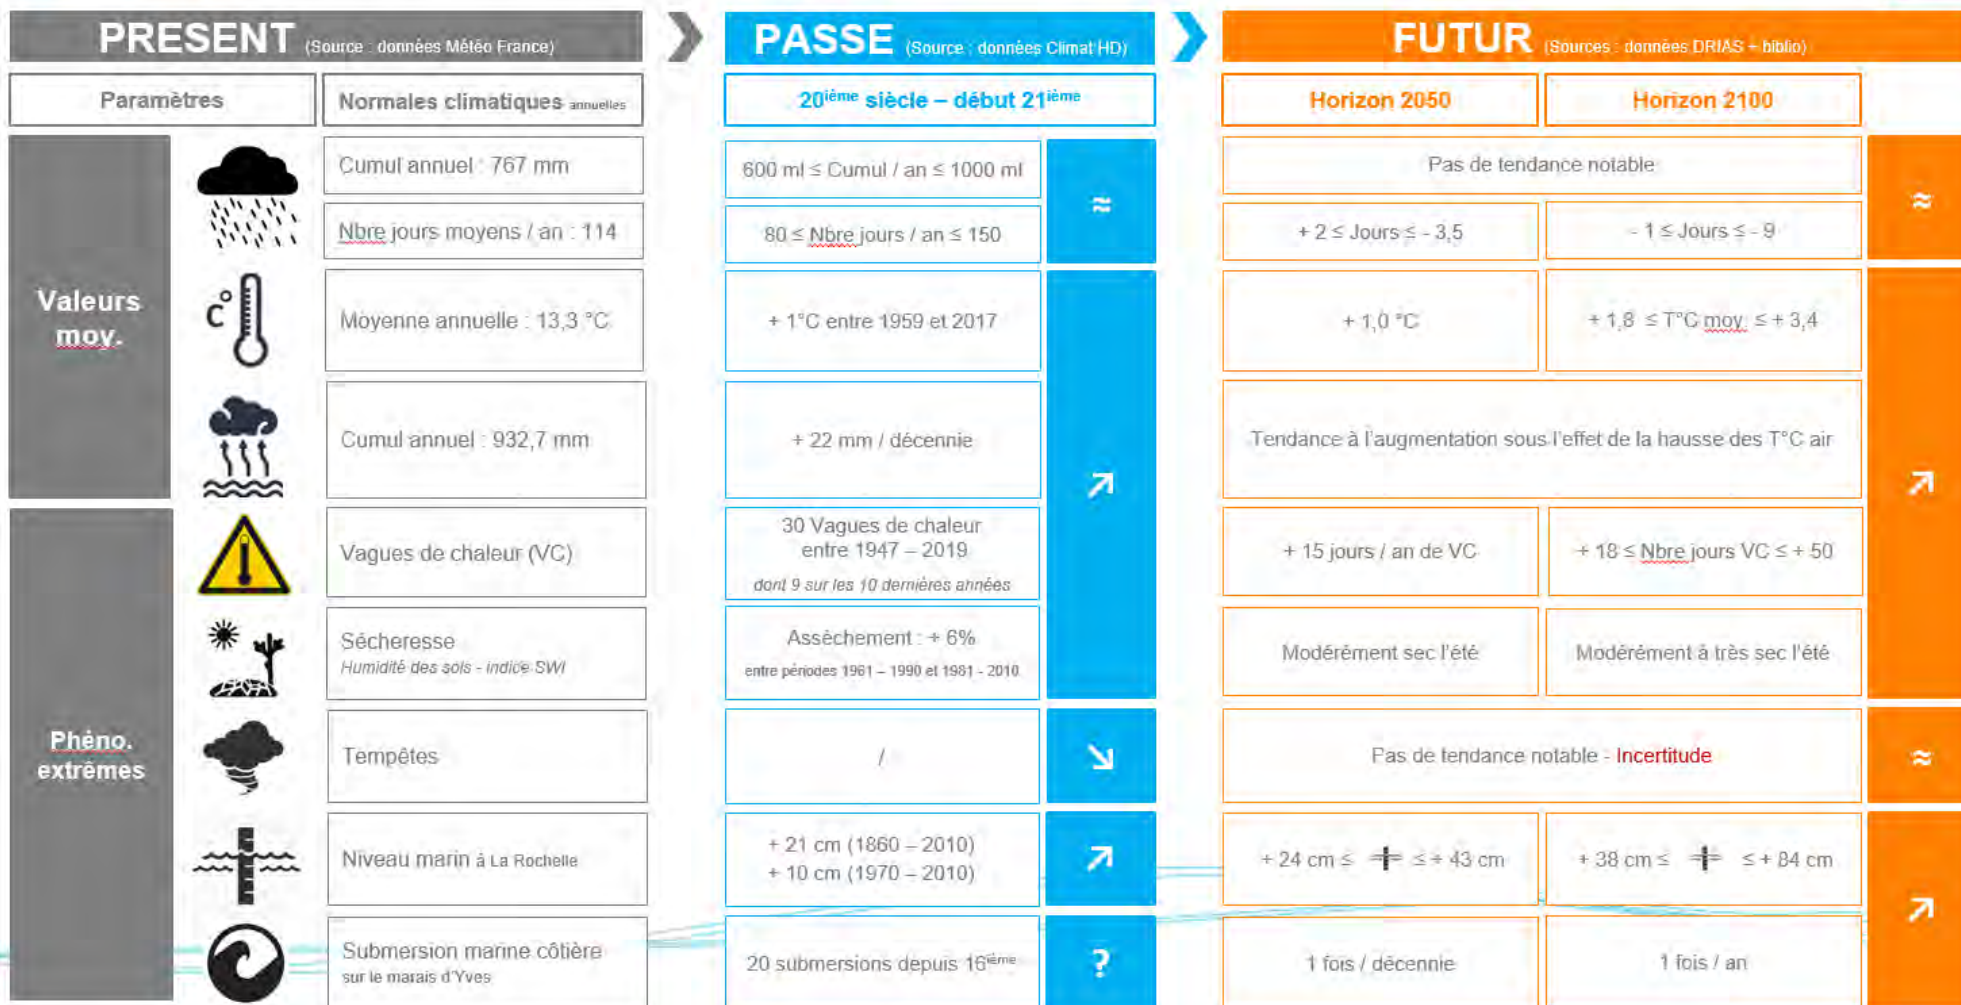 PRESENT (Source : données Météo France)
PASSE (Source : données Climat HD)
FUTUR (Sources : données DRIAS + biblio)
Paramètres
Normales climatiques annuelles
20ième siècle – début 21ième
Horizon 2050
Horizon 2100
Valeurs
moy.
Cumul annuel : 767 mm
600 ml ≤ Cumul / an ≤ 1000 ml
≈
Pas de tendance notable
≈
Nbre jours moyens / an : 114
80 ≤ Nbre jours / an ≤ 150
+ 2 ≤ Jours ≤ - 3,5
- 1 ≤ Jours ≤ - 9
C°
Moyenne annuelle : 13,3 °C
+ 1°C entre 1959 et 2017
+ 1,0 °C
+ 1,8 ≤ T°C moy. ≤ + 3,4
Cumul annuel : 932,7 mm
+ 22 mm / décennie
Tendance à l'augmentation sous l'effet de la hausse des T°C air
Phéno.
extrêmes
Vagues de chaleur (VC)
30 Vagues de chaleur
entre 1947 – 2019
dont 9 sur les 10 dernières années
+ 15 jours / an de VC
+ 18 ≤ Nbre jours VC ≤ + 50
Sécheresse
Humidité des sols - indice SWI
Assèchement : + 6%
entre périodes 1961 – 1990 et 1981 - 2010
Modérément sec l'été
Modérément à très sec l'été
Tempêtes
/
Pas de tendance notable - Incertitude
≈
Niveau marin à La Rochelle
+ 21 cm (1860 – 2010)
+ 10 cm (1970 – 2010)
+ 24 cm ≤ ≤ + 43 cm
+ 38 cm ≤ ≤ + 84 cm
Submersion marine côtière
sur le marais d'Yves
20 submersions depuis 16ième
?
1 fois / décennie
1 fois / an